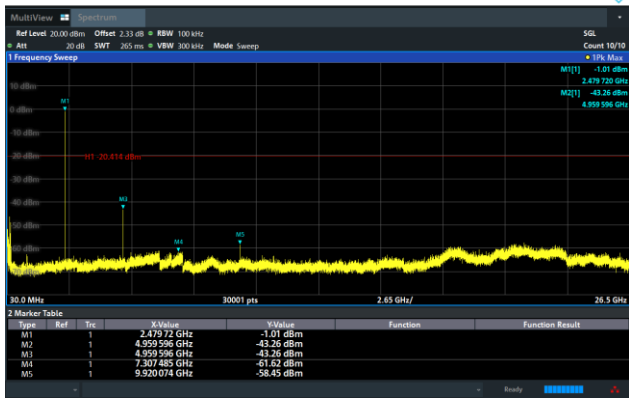 MultiView Spectrum
Ref Level 20.00 dBm Offset 2.33 dB RBW 100 kHz SGL
Att 20 dB SWT 265 ms VBW 300 kHz Mode Sweep Count 10/10
1 Frequency Sweep 1Pk Max
M1[1] -1.01 dBm
2.479 720 GHz
M2[1] -43.26 dBm
4.959 596 GHz
10 dBm
M1
0 dBm
-10 dBm
-20 dBm
H1 -20.414 dBm
-30 dBm
-40 dBm
M3
-50 dBm
M4
M5
-60 dBm
30.0 MHz 30001 pts 2.65 GHz/ 26.5 GHz
2 Marker Table
Type Ref Trc X-Value Y-Value Function Function Result
M1 1 2.479 72 GHz -1.01 dBm
M2 1 4.959 596 GHz -43.26 dBm
M3 1 4.959 596 GHz -43.26 dBm
M4 1 7.307 485 GHz -61.62 dBm
M5 1 9.920 074 GHz -58.45 dBm
Ready